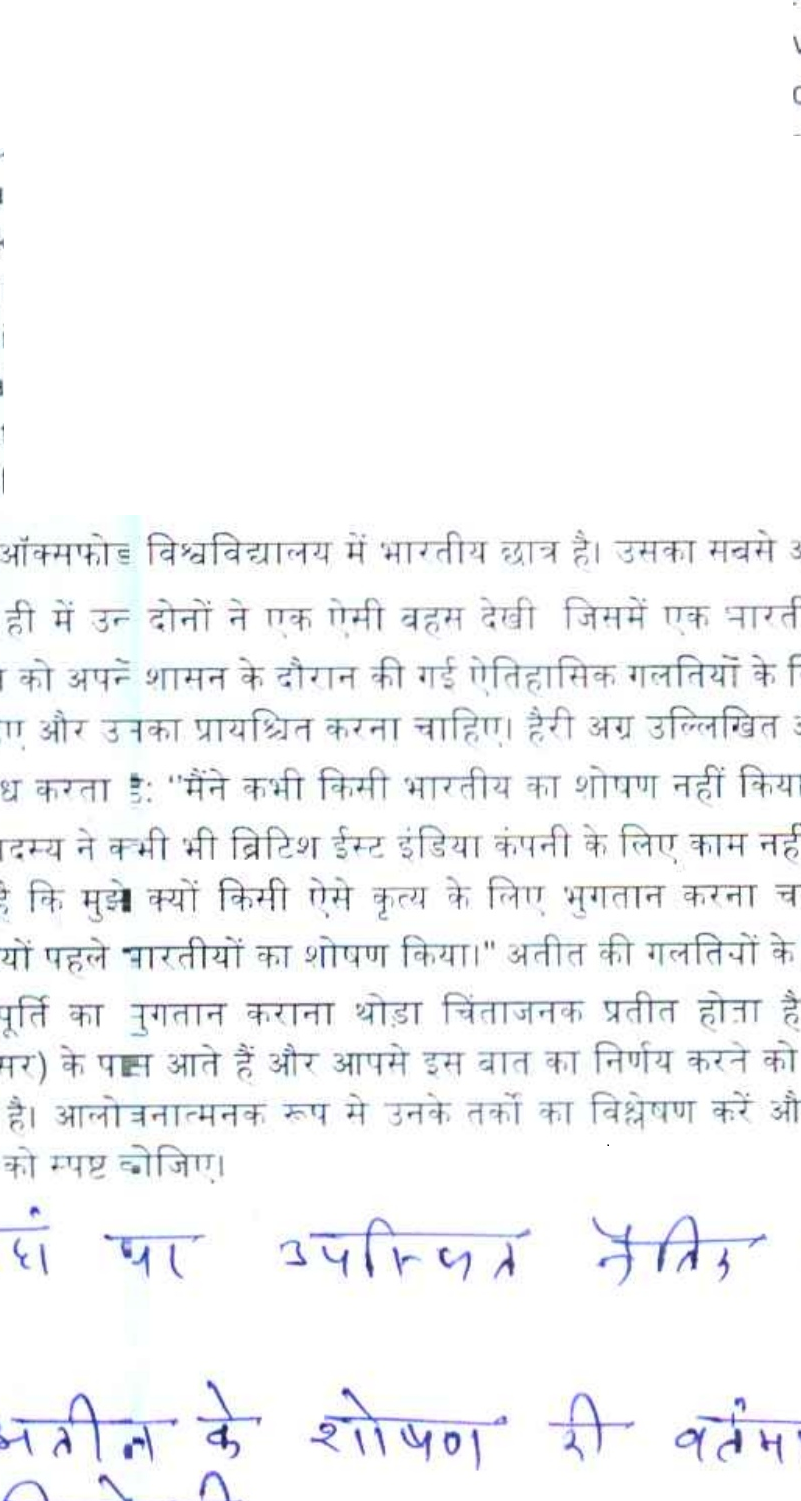 ऑक्सफोड विश्वविद्यालय में भारतीय छात्र है। उसका सबसे
ही में उन दोनों ने एक ऐसी बहस देखी जिसमें एक भारती
को अपने शासन के दौरान की गई ऐतिहासिक गलतियों के
और उनका प्रायश्चित करना चाहिए। हैरी अग्र उल्लिखित
ध करता है: "मैंने कभी किसी भारतीय का शोषण नहीं किया
दस्य ने कभी भी ब्रिटिश ईस्ट इंडिया कंपनी के लिए काम नहीं
है कि मुझे क्यों किसी ऐसे कृत्य के लिए भुगतान करना च
यों पहले भारतीयों का शोषण किया।" अतीत की गलतियों के
पूर्ति का भुगतान कराना थोड़ा चिंताजनक प्रतीत होता है
सर) के पास आते हैं और आपसे इस बात का निर्णय करने को
है। आलोचनात्मनक रूप से उनके तर्कों का विश्लेषण करें औ
को स्पष्ट कीजिए।
पर उपस्थित नैतिक
अतीत के शोषण की वर्तमा